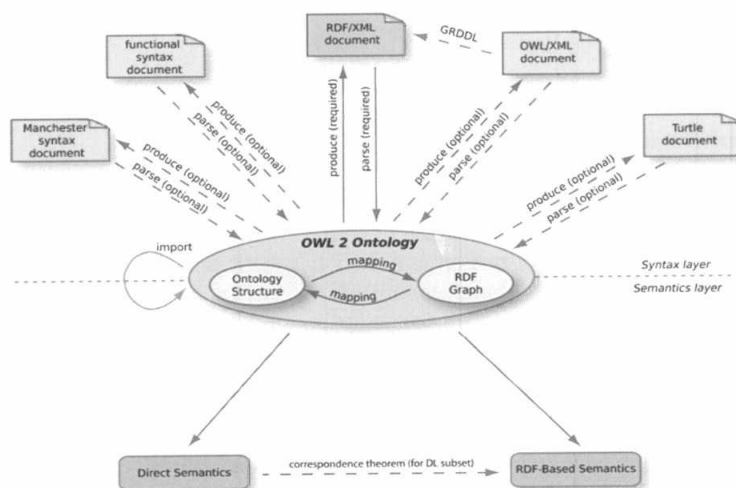 RDF/XML
document
GRDDL
functional
syntax
document
OWL/XML
document
Manchester
syntax
document
Turtle
document
produce (optional)
parse (optional)
produce (optional)
parse (optional)
produce (required)
parse (required)
produce (optional)
parse (optional)
produce (optional)
parse (optional)
OWL 2 Ontology
import
mapping
Ontology
Structure
RDF
Graph
mapping
Syntax layer
Semantics layer
Direct Semantics
correspondence theorem (for DL subset)
RDF-Based Semantics